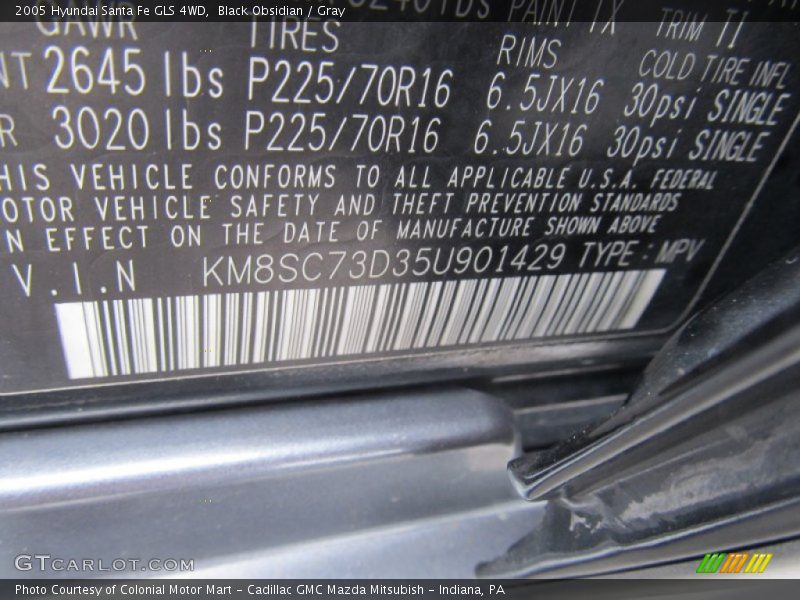 2005 Hyundai Santa Fe GLS 4WD, Black Obsidian / Gray
GAWR TIRES RIMS PAINT TX TRIM TI
COLD TIRE INFL
NT 2645 lbs P225/70R16 6.5JX16 30psi SINGLE
R 3020 lbs P225/70R16 6.5JX16 30psi SINGLE
HIS VEHICLE CONFORMS TO ALL APPLICABLE U.S.A. FEDERAL
OTOR VEHICLE SAFETY AND THEFT PREVENTION STANDARDS
N EFFECT ON THE DATE OF MANUFACTURE SHOWN ABOVE
V.I.N KM8SC73D35U901429 TYPE : MPV
GTCARLOT.COM
Photo Courtesy of Colonial Motor Mart - Cadillac GMC Mazda Mitsubish - Indiana, PA